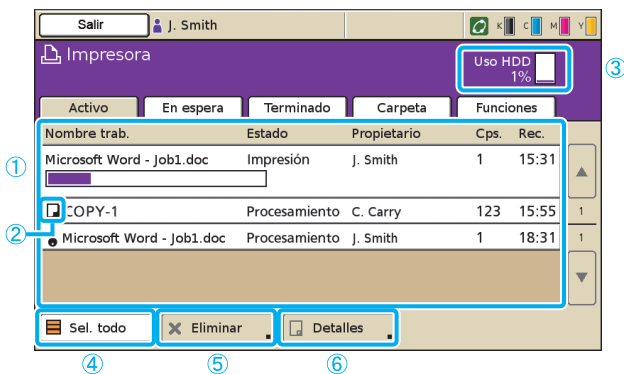 Salir J. Smith K C M Y
Impresora
Uso HDD
1%
③
Activo En espera Terminado Carpeta Funciones
Nombre trab. Estado Propietario Cps. Rec.
① Microsoft Word - Job1.doc Impresión J. Smith 1 15:31
COPY-1 Procesamiento C. Carry 123 15:55 1
②
Microsoft Word - Job1.doc Procesamiento J. Smith 1 18:31 1
Sel. todo Eliminar Detalles
④ ⑤ ⑥